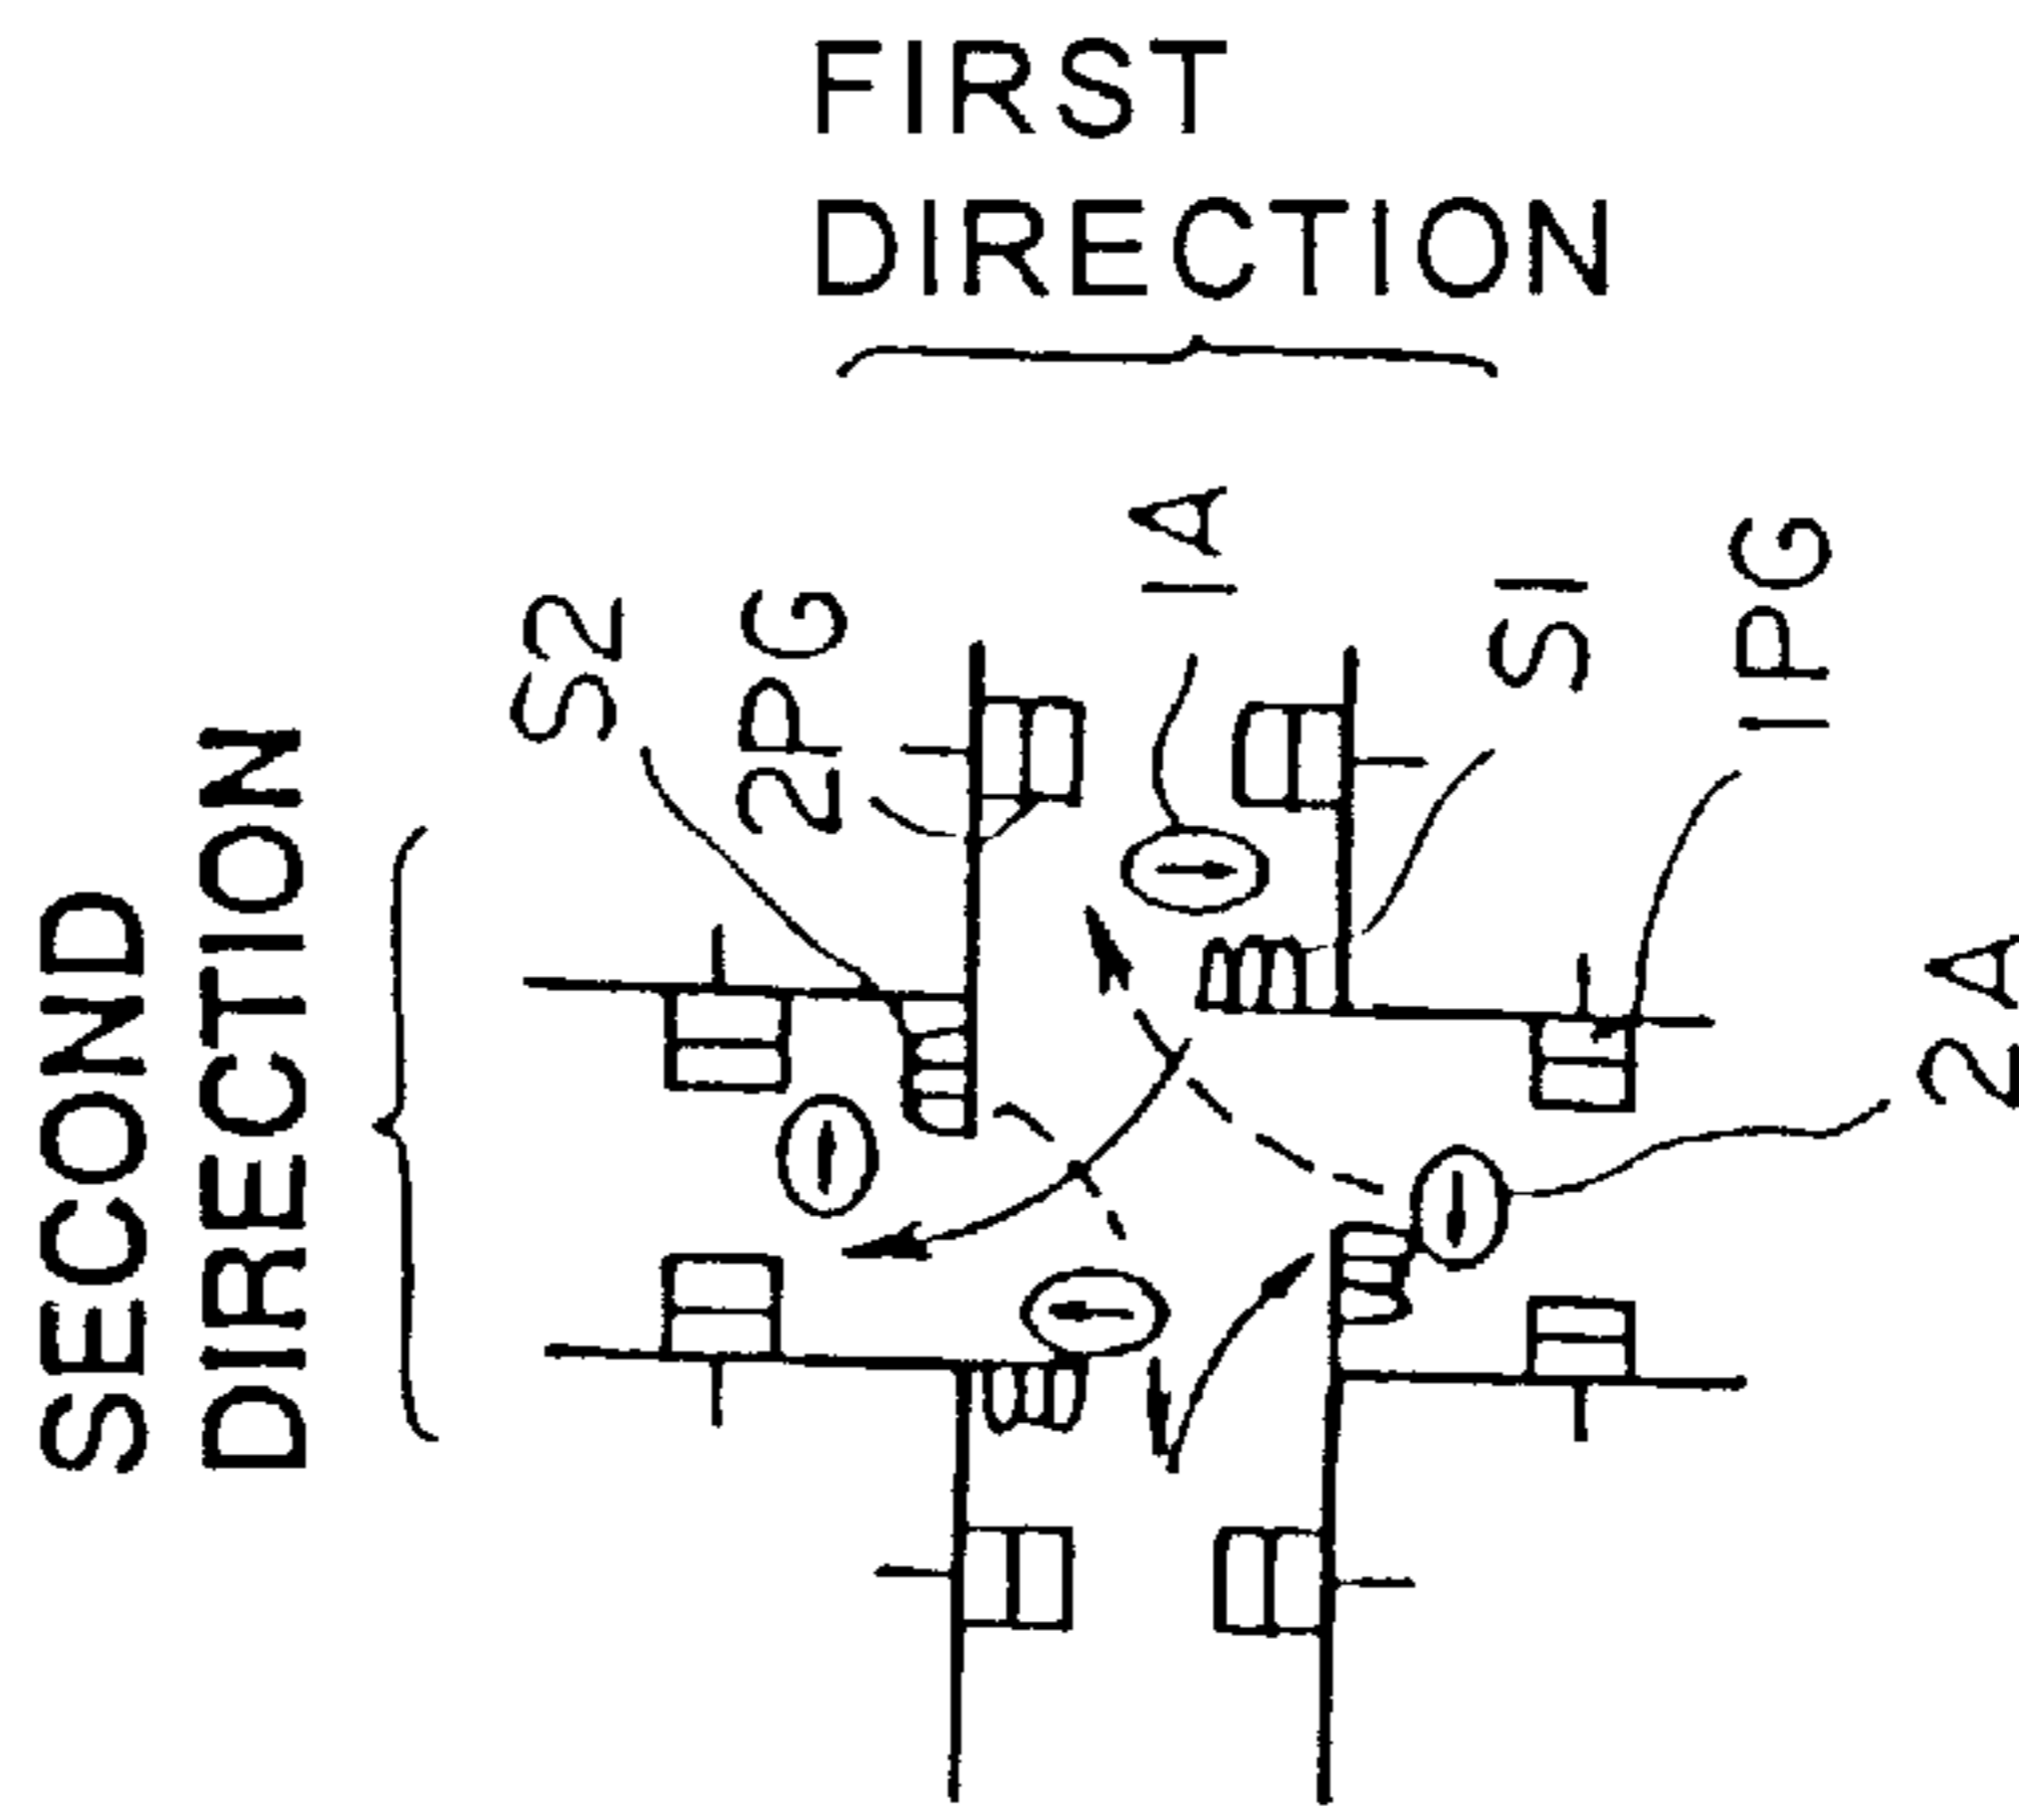 FIRST
DIRECTION
SECOND
DIRECTION
S2
2PG
1A
S1
1PG
2A